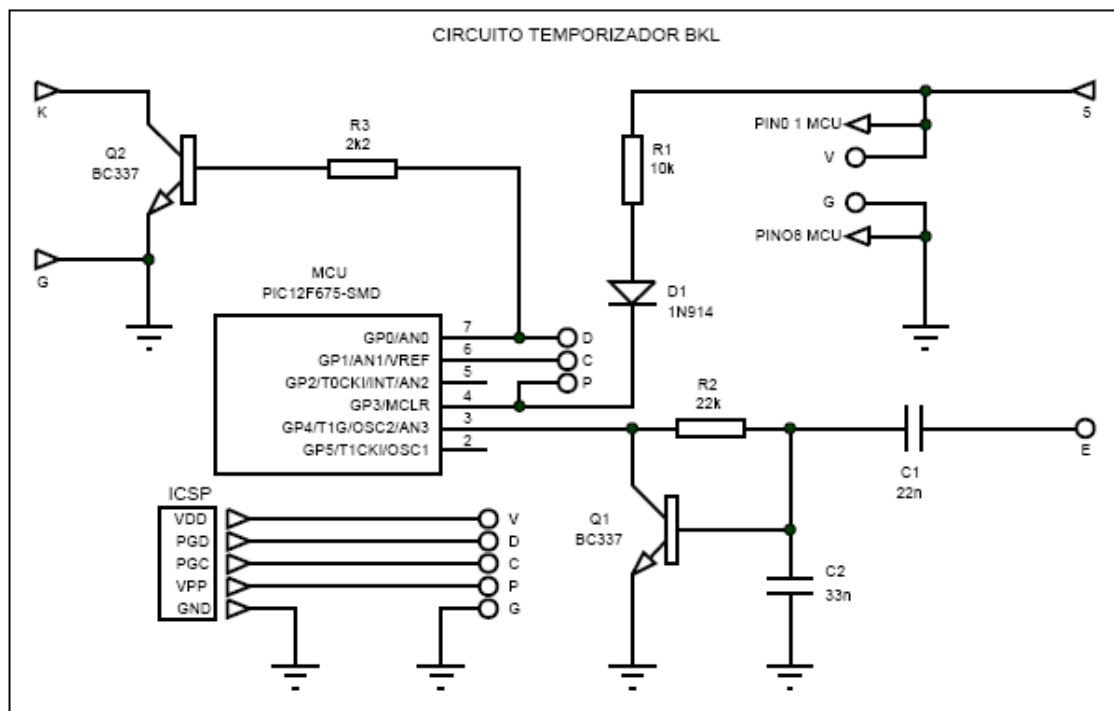 CIRCUITO TEMPORIZADOR BKL
K
Q2
BC337
R3
2k2
R1
10k
PIN0 1 MCU
5
V
G
PINO8 MCU
G
MCU
PIC12F675-SMD
D1
1N914
GP0/AN0
7
D
GP1/AN1/VREF
6
C
GP2/T0CKI/INT/AN2
5
P
GP3/MCLR
4
GP4/T1G/OSC2/AN3
3
GP5/T1CKI/OSC1
2
R2
22k
C1
22n
E
ICSP
VDD
V
PGD
D
PGC
C
VPP
P
GND
G
Q1
BC337
C2
33n